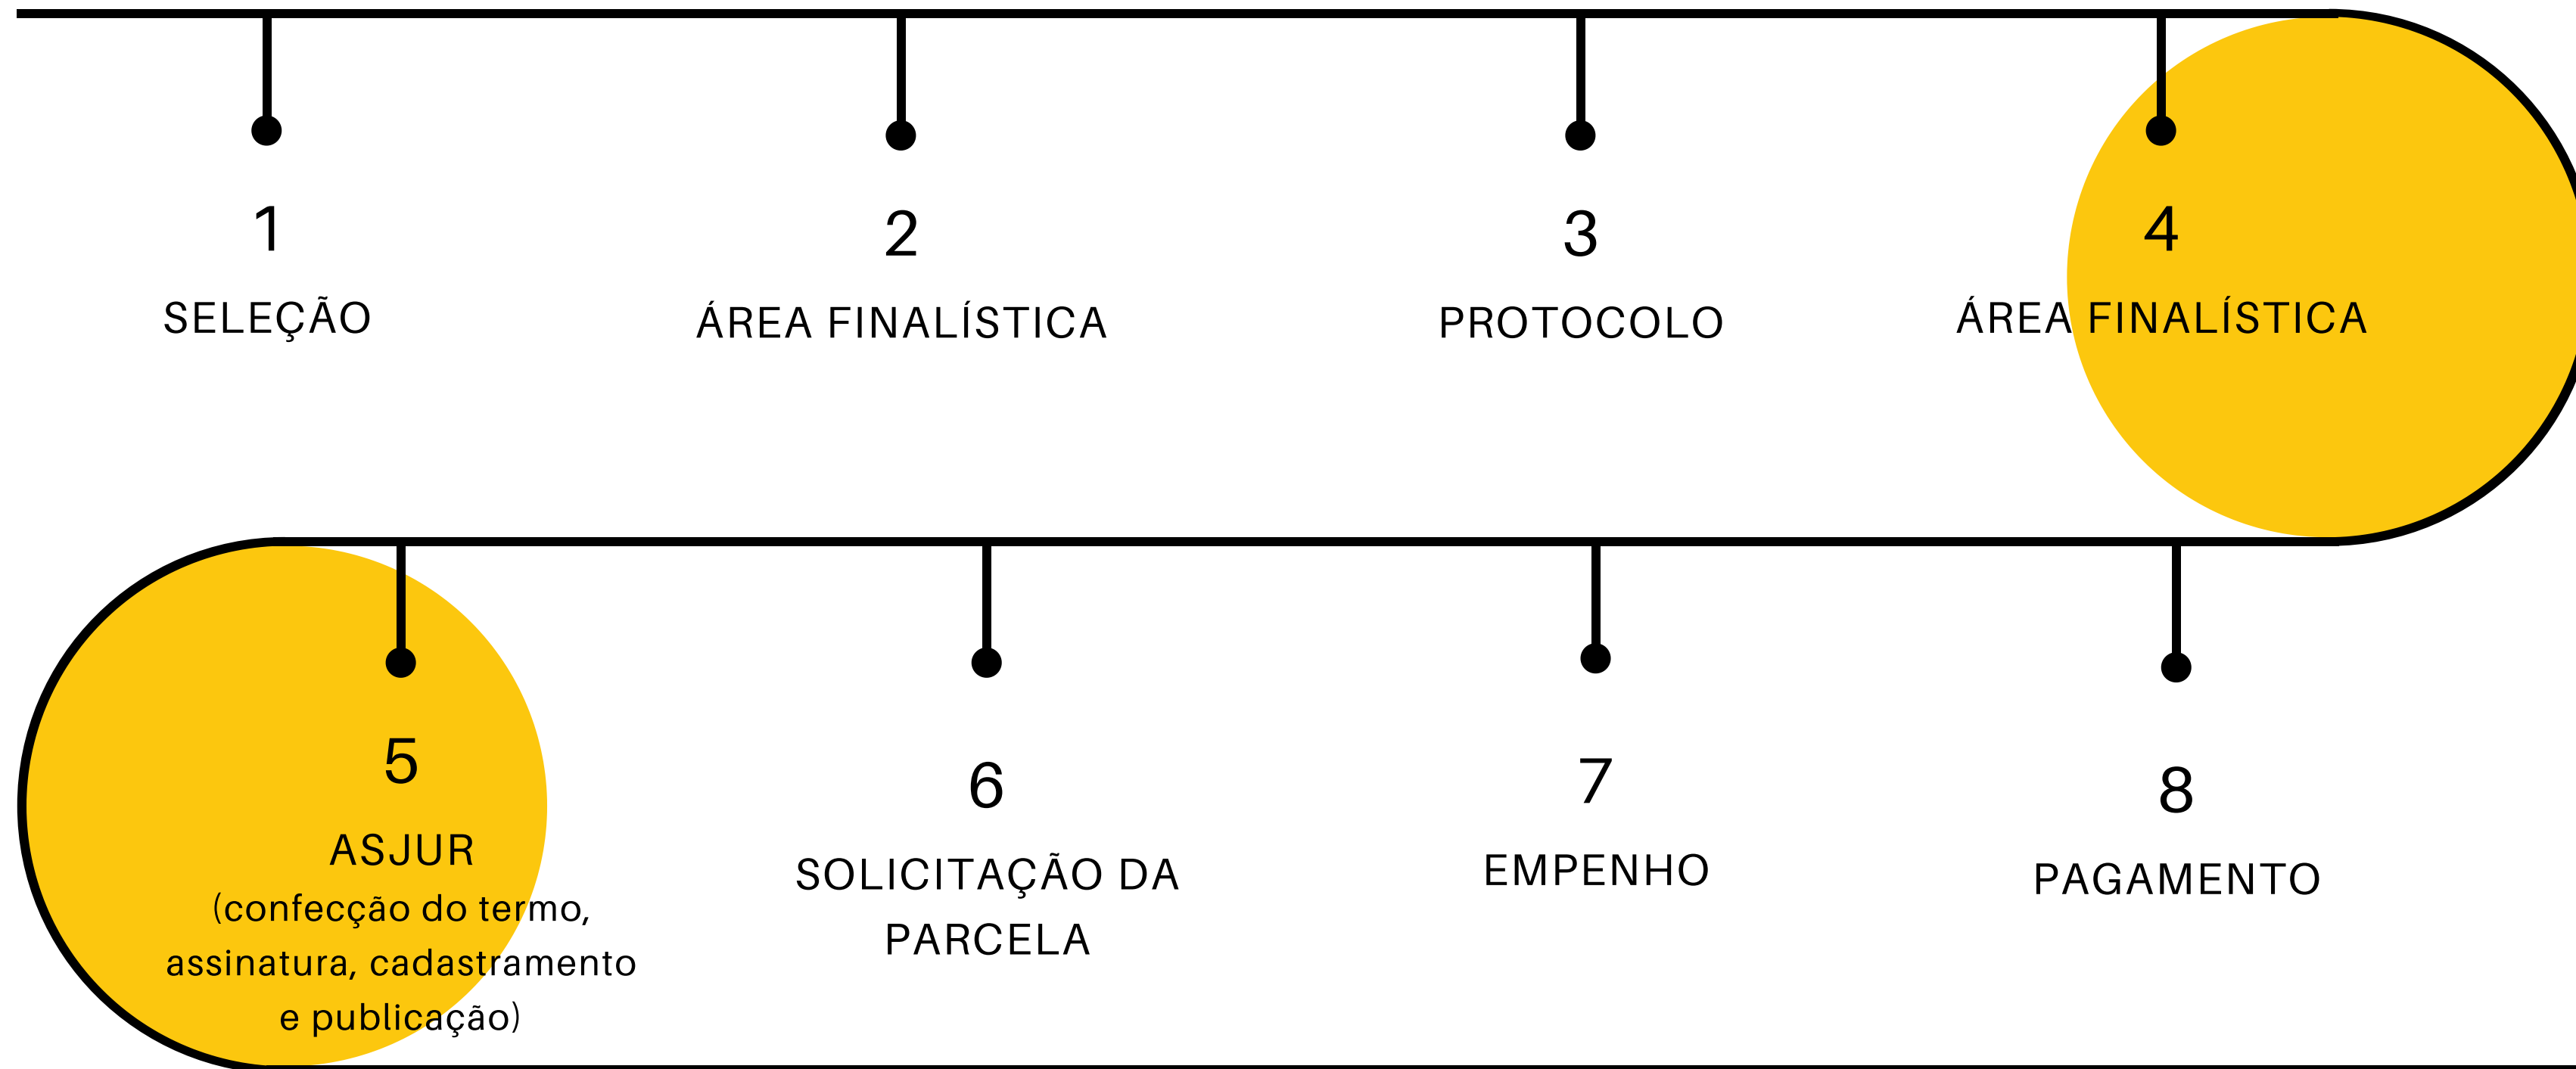 1
SELEÇÃO
2
ÁREA FINALÍSTICA
3
PROTOCOLO
4
ÁREA FINALÍSTICA
5
ASJUR
(confecção do termo,
assinatura, cadastramento
e publicação)
6
SOLICITAÇÃO DA
PARCELA
7
EMPENHO
8
PAGAMENTO